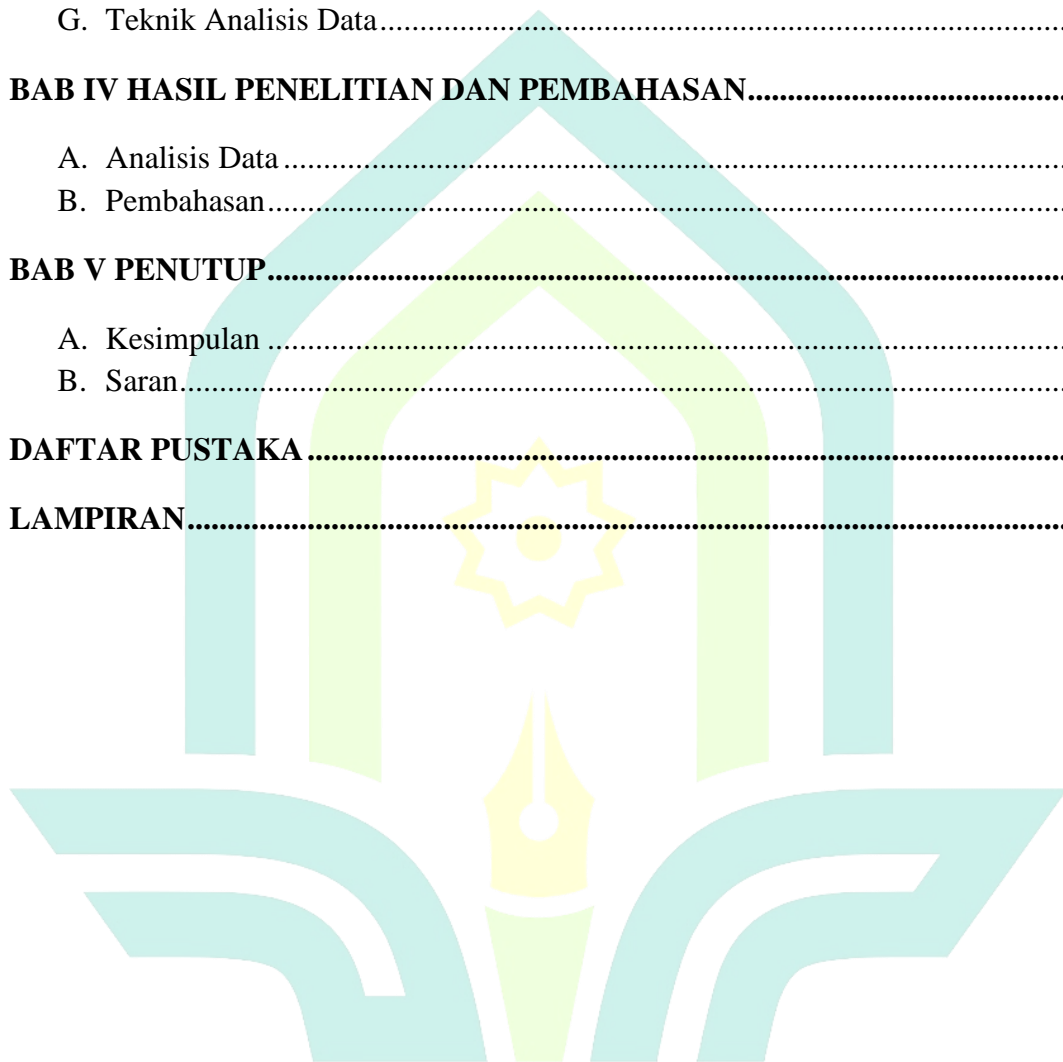 G. Teknik Analisis Data........................................................................................
BAB IV HASIL PENELITIAN DAN PEMBAHASAN........................................
A. Analisis Data....................................................................................................
B. Pembahasan.....................................................................................................
BAB V PENUTUP....................................................................................................
A. Kesimpulan......................................................................................................
B. Saran.................................................................................................................
DAFTAR PUSTAKA................................................................................................
LAMPIRAN..............................................................................................................